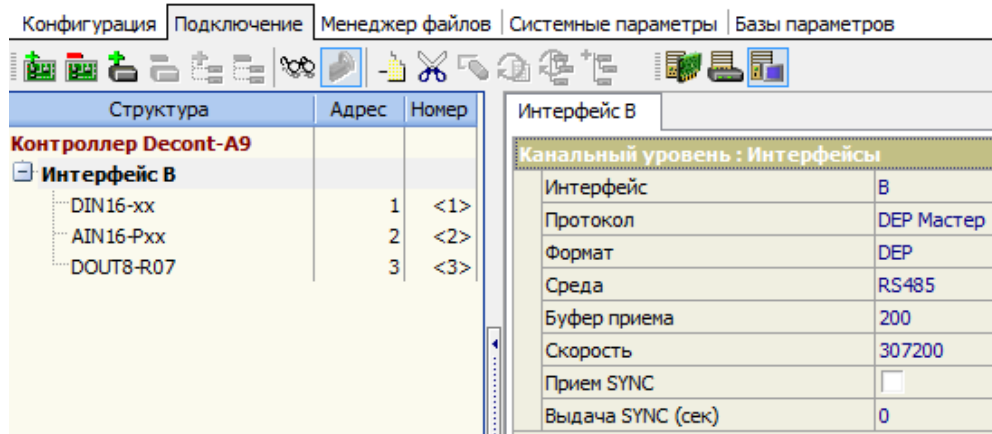 Конфигурация Подключение Менеджер файлов Системные параметры Базы параметров
Структура Адрес Номер
Контроллер Decont-A9
Интерфейс B
DIN16-xx 1 <1>
AIN16-Pxx 2 <2>
DOUT8-R07 3 <3>
Интерфейс B
Канальный уровень : Интерфейсы
Интерфейс B
Протокол DEP Мастер
Формат DEP
Среда RS485
Буфер приема 200
Скорость 307200
Прием SYNC
Выдача SYNC (сек) 0